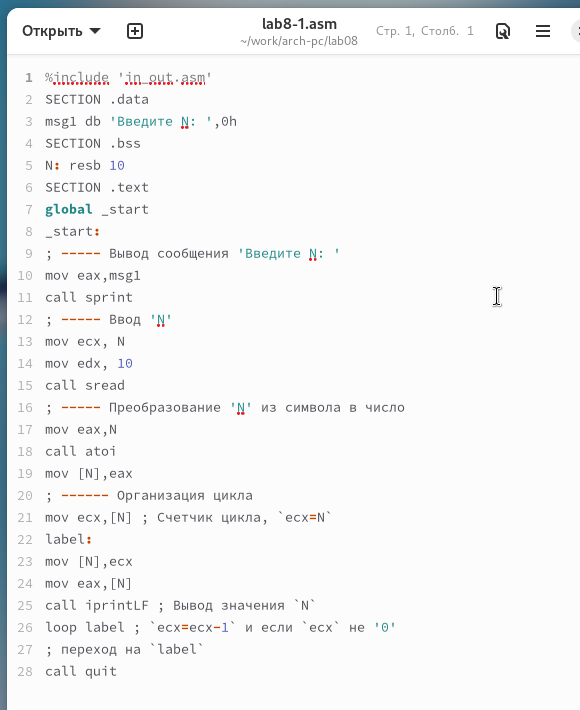 Открыть
lab8-1.asm
~/work/arch-pc/lab08
Стр. 1, Столб. 1
1 %include 'in_out.asm'
2 SECTION .data
3 msg1 db 'Введите N: ',0h
4 SECTION .bss
5 N: resb 10
6 SECTION .text
7 global _start
8 _start:
9 ; ----- Вывод сообщения 'Введите N: '
10 mov eax,msg1
11 call sprint
12 ; ----- Ввод 'N'
13 mov ecx, N
14 mov edx, 10
15 call sread
16 ; ----- Преобразование 'N' из символа в число
17 mov eax,N
18 call atoi
19 mov [N],eax
20 ; ------ Организация цикла
21 mov ecx,[N] ; Счетчик цикла, `ecx=N`
22 label:
23 mov [N],ecx
24 mov eax,[N]
25 call iprintLF ; Вывод значения `N`
26 loop label ; `ecx=ecx-1` и если `ecx` не '0'
27 ; переход на `label`
28 call quit